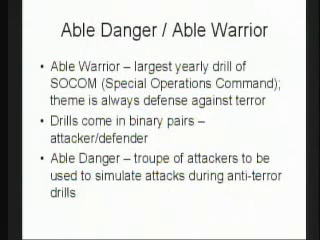 Able Danger / Able Warrior
• Able Warrior – largest yearly drill of
SOCOM (Special Operations Command);
theme is always defense against terror
• Drills come in binary pairs –
attacker/defender
• Able Danger – troupe of attackers to be
used to simulate attacks during anti-terror
drills